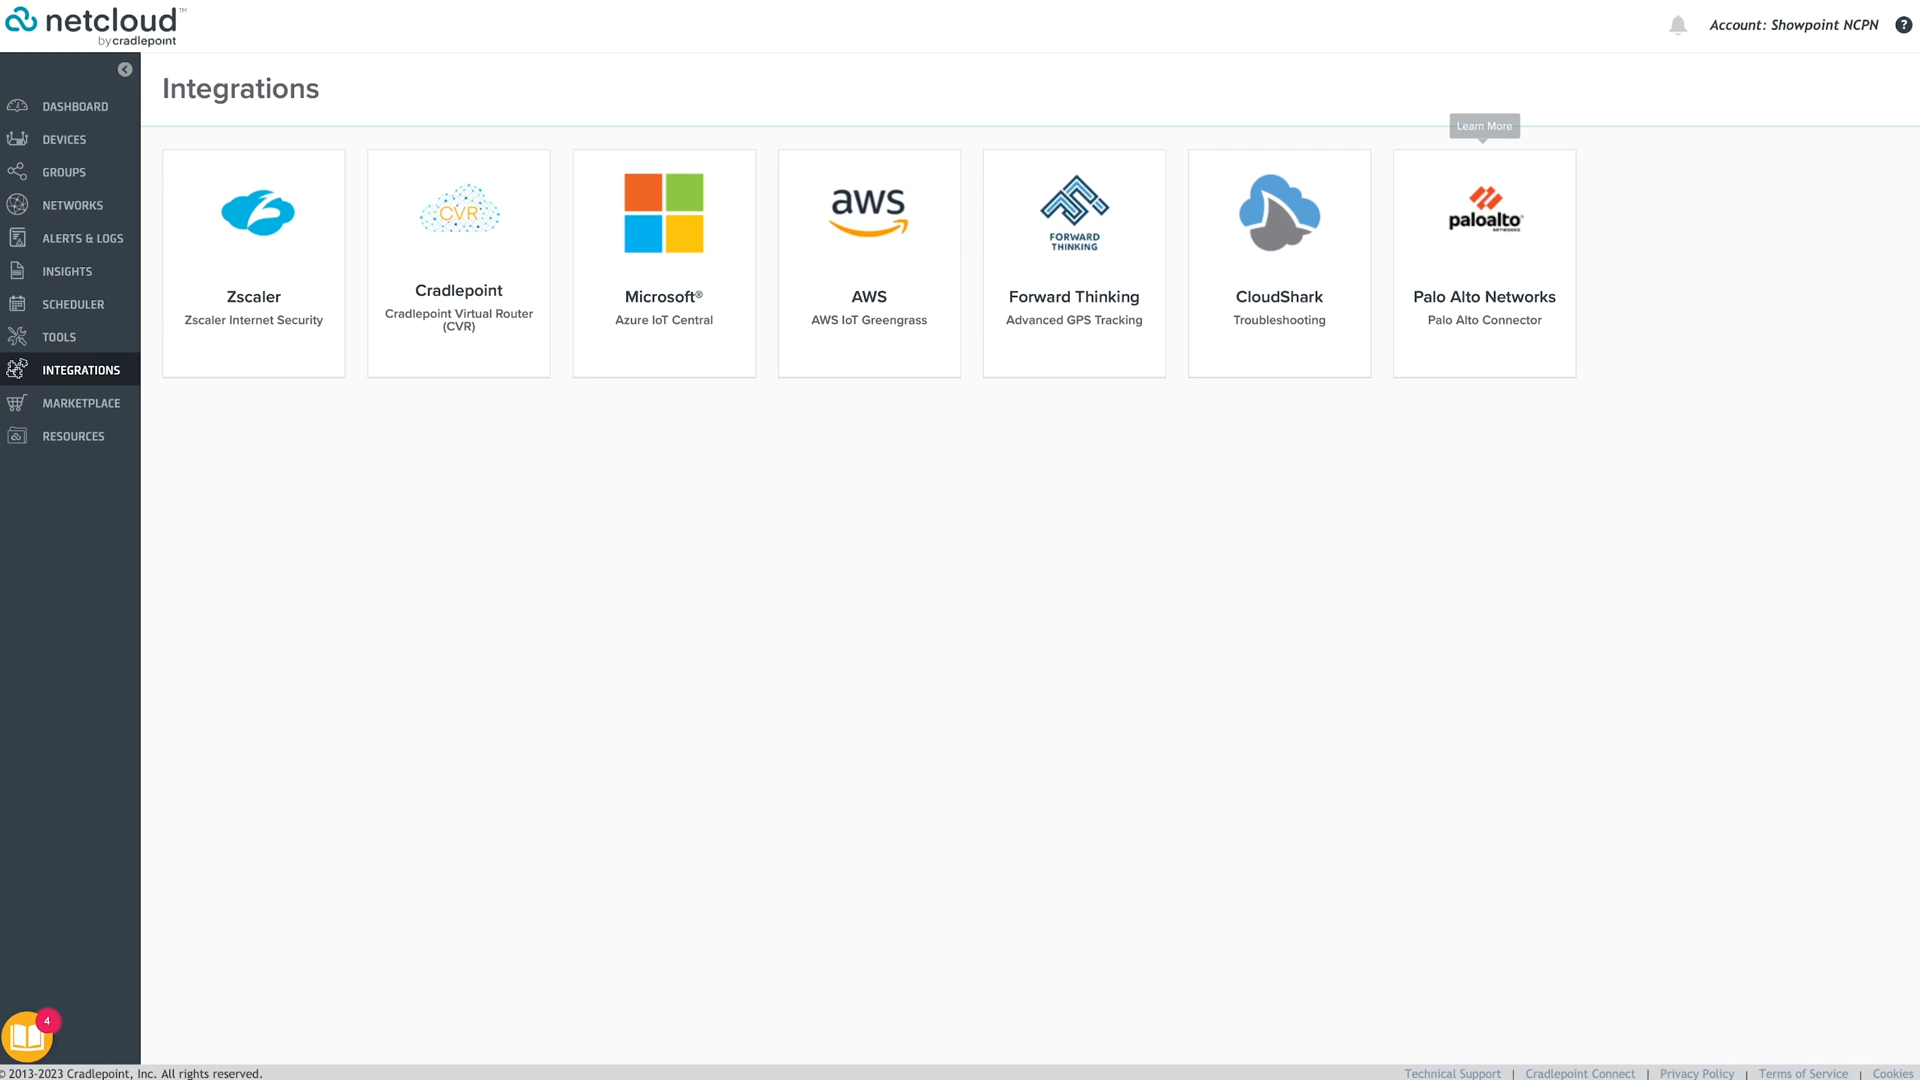 netcloud™
bycradlepoint
Account: Showpoint NCPN
?
DASHBOARD
DEVICES
GROUPS
NETWORKS
ALERTS & LOGS
INSIGHTS
SCHEDULER
TOOLS
INTEGRATIONS
MARKETPLACE
RESOURCES
4
Integrations
Learn More
Zscaler
Zscaler Internet Security
CVR
Cradlepoint
Cradlepoint Virtual Router
(CVR)
Microsoft®
Azure IoT Central
aws
AWS
AWS IoT Greengrass
FORWARD
THINKING
Forward Thinking
Advanced GPS Tracking
CloudShark
Troubleshooting
paloalto
NETWORKS
Palo Alto Networks
Palo Alto Connector
© 2013-2023 Cradlepoint, Inc. All rights reserved.
Technical Support | Cradlepoint Connect | Privacy Policy | Terms of Service | Cookies